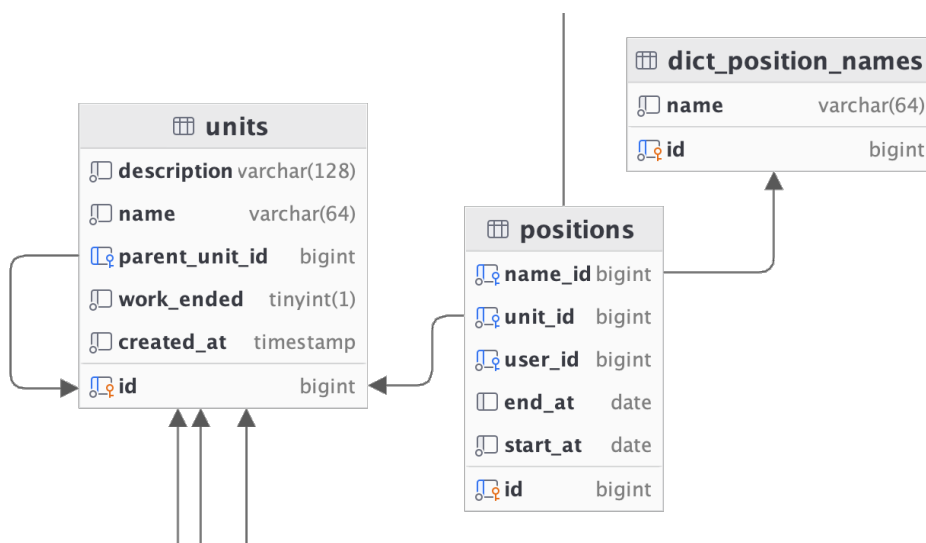 dict_position_names
name varchar(64)
id bigint
units
description varchar(128)
name varchar(64)
parent_unit_id bigint
work_ended tinyint(1)
created_at timestamp
id bigint
positions
name_id bigint
unit_id bigint
user_id bigint
end_at date
start_at date
id bigint